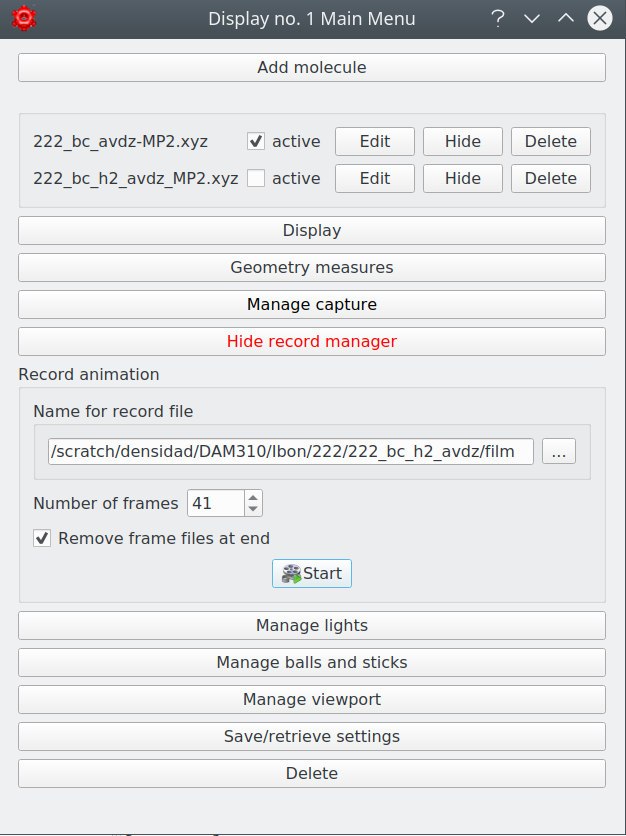 Display no. 1 Main Menu
Add molecule
222_bc_avdz-MP2.xyz active Edit Hide Delete
222_bc_h2_avdz_MP2.xyz active Edit Hide Delete
Display
Geometry measures
Manage capture
Hide record manager
Record animation
Name for record file
/scratch/densidad/DAM310/Ibon/222/222_bc_h2_avdz/film ...
Number of frames 41
Remove frame files at end
Start
Manage lights
Manage balls and sticks
Manage viewport
Save/retrieve settings
Delete